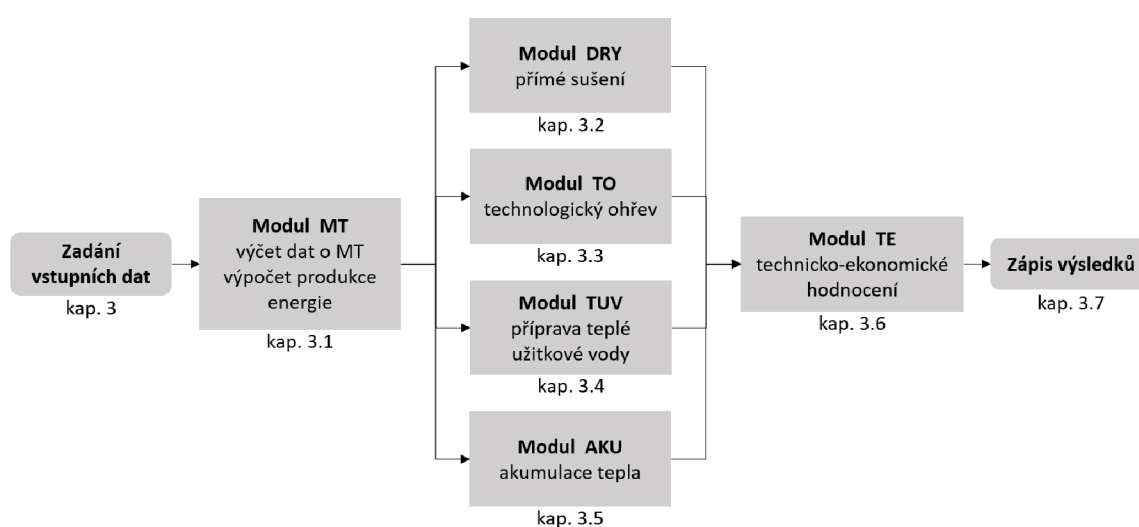 Zadání
vstupních dat
kap. 3
Modul MT
výčet dat o MT
výpočet produkce
energie
kap. 3.1
Modul DRY
přímé sušení
kap. 3.2
Modul TO
technologický ohřev
kap. 3.3
Modul TUV
příprava teplé
užitkové vody
kap. 3.4
Modul AKU
akumulace tepla
kap. 3.5
Modul TE
technicko-ekonomické
hodnocení
kap. 3.6
Zápis výsledků
kap. 3.7